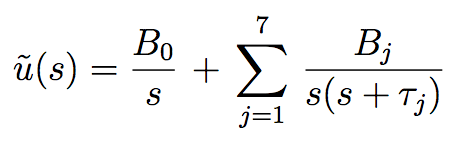 ũ(s) = B₀/s + ∑_{j=1}^{7} B_j/(s(s + τ_j))